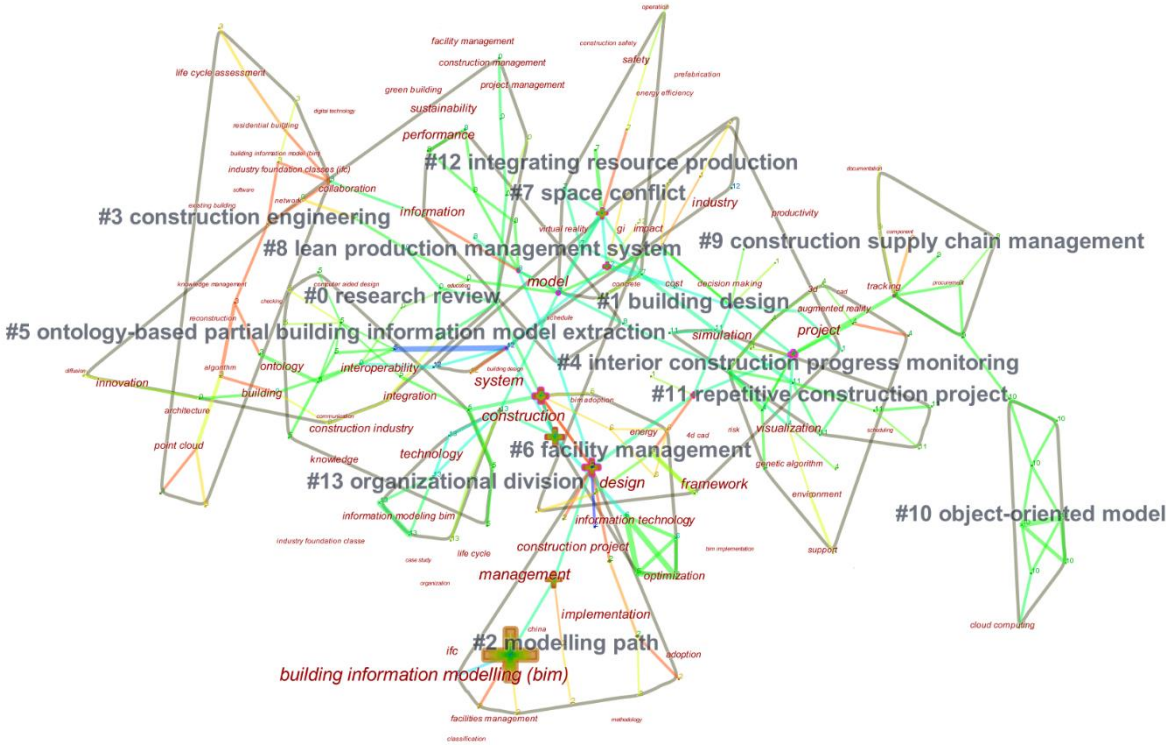 operation
facility management
construction safety
construction management
safety
life cycle assessment
project management
prefabrication
green building
energy efficiency
digital technology
sustainability
residential building
performance
building information model (bim)
#12 integrating resource production
industry foundation classes (ifc)
documentation
collaboration
software
#7 space conflict
industry
existing building
network
information
productivity
#3 construction engineering
virtual reality
gi
impact
component
#9 construction supply chain management
#8 lean production management system
knowledge management
computer aided design
education
model
concrete
cost
decision making
tracking
procurement
3d
cad
#0 research review
#1 building design
augmented reality
reconstruction
checking
schedule
project
#5 ontology-based partial building information model extraction
simulation
ontology
interoperability
building design
#4 interior construction progress monitoring
diffusion
algorithm
innovation
system
building
integration
bim adoption
#11 repetitive construction project
architecture
communication
construction
construction industry
energy
4d cad
risk
visualization
scheduling
point cloud
technology
#6 facility management
knowledge
genetic algorithm
#13 organizational division
design
framework
environment
information modeling bim
information technology
#10 object-oriented model
industry foundation classe
life cycle
construction project
bim implementation
support
case study
management
optimization
organization
implementation
cloud computing
china
#2 modelling path
ifc
adoption
building information modelling (bim)
facilities management
methodology
classification